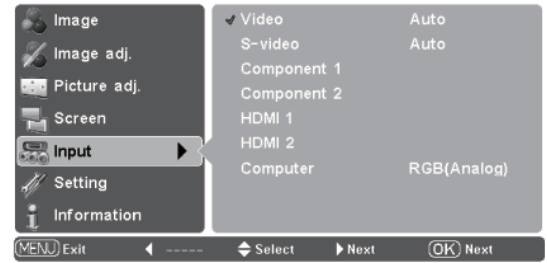 Image
Image adj.
Picture adj.
Screen
Input
Setting
Information
Video Auto
S-video Auto
Component 1
Component 2
HDMI 1
HDMI 2
Computer RGB(Analog)
MENU Exit ----- Select Next OK Next